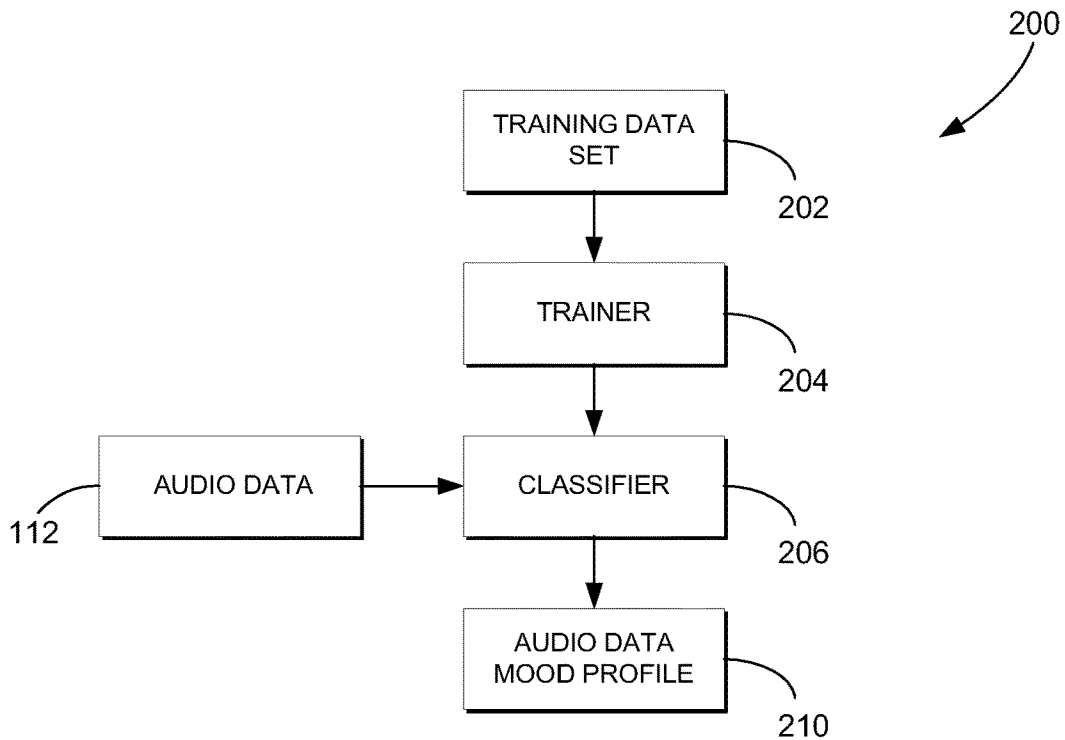 200
TRAINING DATA
SET
202
TRAINER
204
AUDIO DATA
112
CLASSIFIER
206
AUDIO DATA
MOOD PROFILE
210